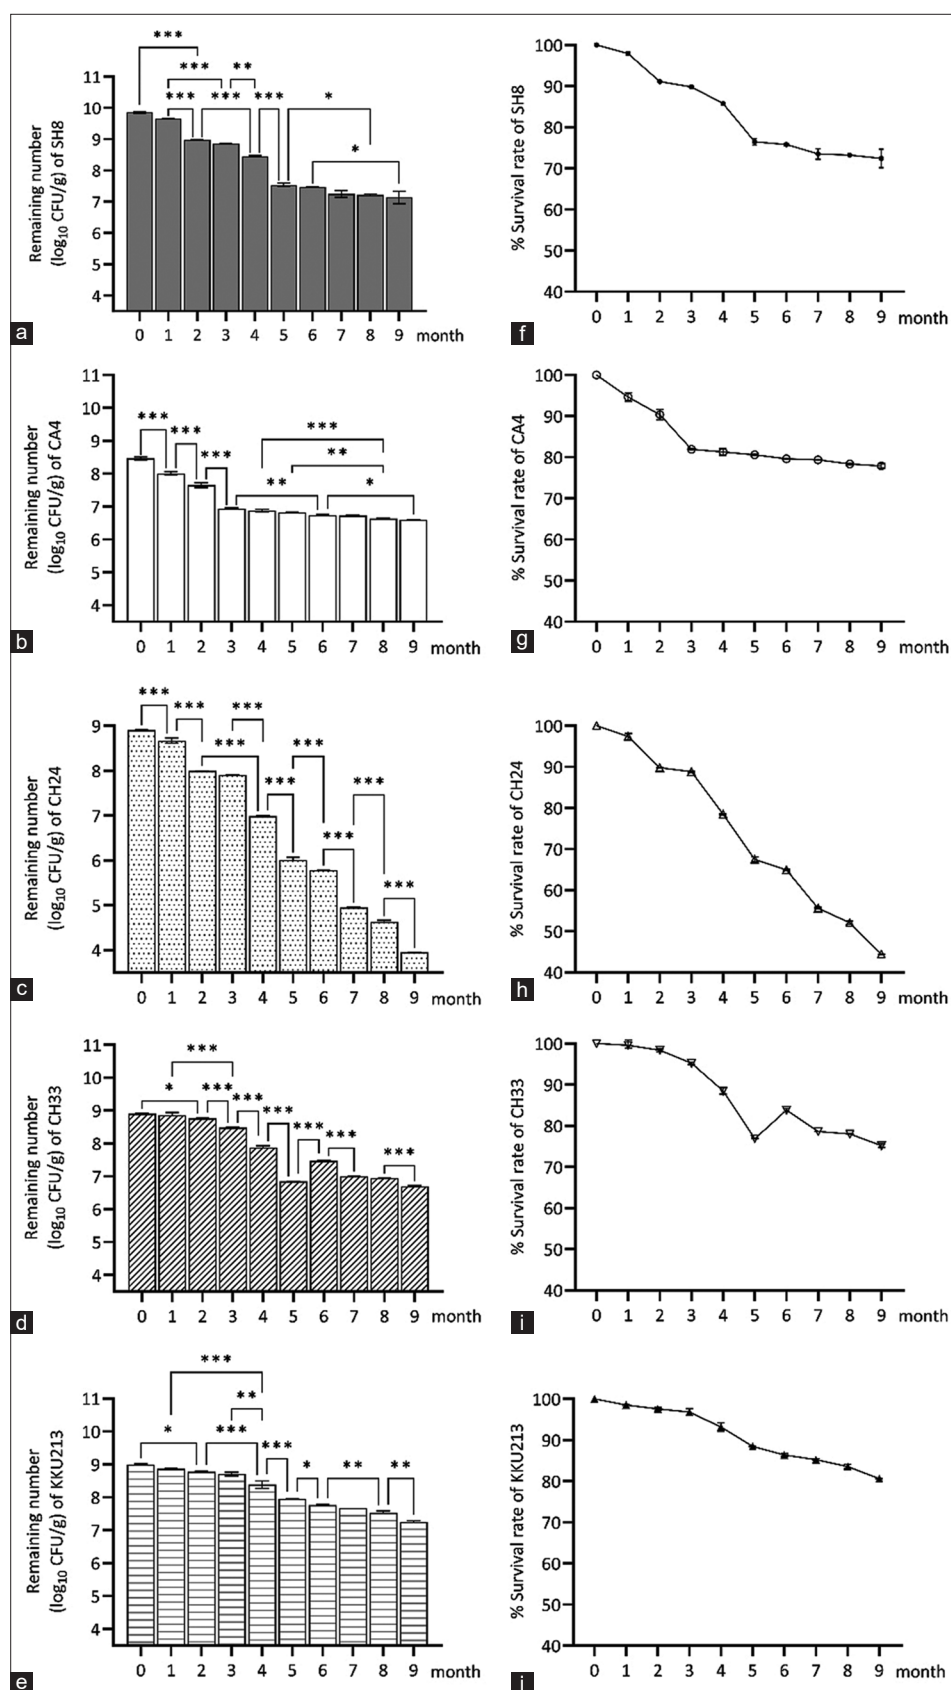 ***
*** **
*** *** *** *
*
11
10
9
8
7
6
5
4
Remaining number
(log10 CFU/g) of SH8
0 1 2 3 4 5 6 7 8 9 month
a
100
90
80
70
60
50
40
% Survival rate of SH8
0 1 2 3 4 5 6 7 8 9 month
f
11
10
9
8
7
6
5
4
Remaining number
(log10 CFU/g) of CA4
*** ***
*** **
*** ** *
0 1 2 3 4 5 6 7 8 9 month
b
100
90
80
70
60
50
40
% Survival rate of CA4
0 1 2 3 4 5 6 7 8 9 month
g
9
8
7
6
5
4
Remaining number
(log10 CFU/g) of CH24
***
*** ***
*** ***
*** ***
***
***
0 1 2 3 4 5 6 7 8 9 month
c
100
90
80
70
60
50
40
% Survival rate of CH24
0 1 2 3 4 5 6 7 8 9 month
h
11
10
9
8
7
6
5
4
Remaining number
(log10 CFU/g) of CH33
***
* ***
***
*** *** ***
***
0 1 2 3 4 5 6 7 8 9 month
d
100
90
80
70
60
50
40
% Survival rate of CH33
0 1 2 3 4 5 6 7 8 9 month
i
11
10
9
8
7
6
5
4
Remaining number
(log10 CFU/g) of KKU213
***
**
* ***
*** * ** **
0 1 2 3 4 5 6 7 8 9 month
e
100
90
80
70
60
50
40
% Survival rate of KKU213
0 1 2 3 4 5 6 7 8 9 month
j